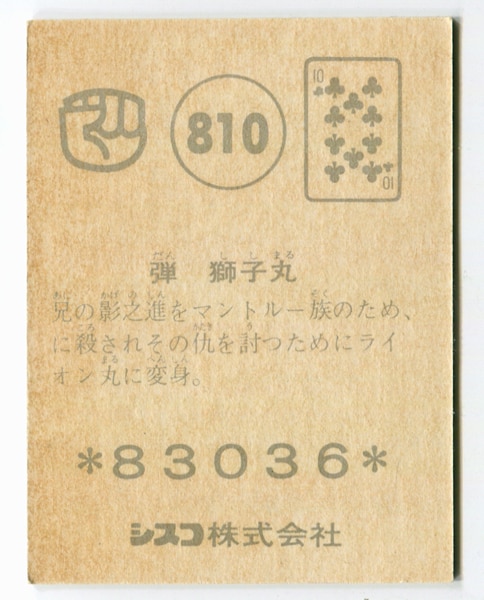 810
10
10
弾 獅子丸
兄の影之進をマントル一族のため、
に殺されその仇を討つためにライ
オン丸に変身。
*83036*
シスコ株式会社